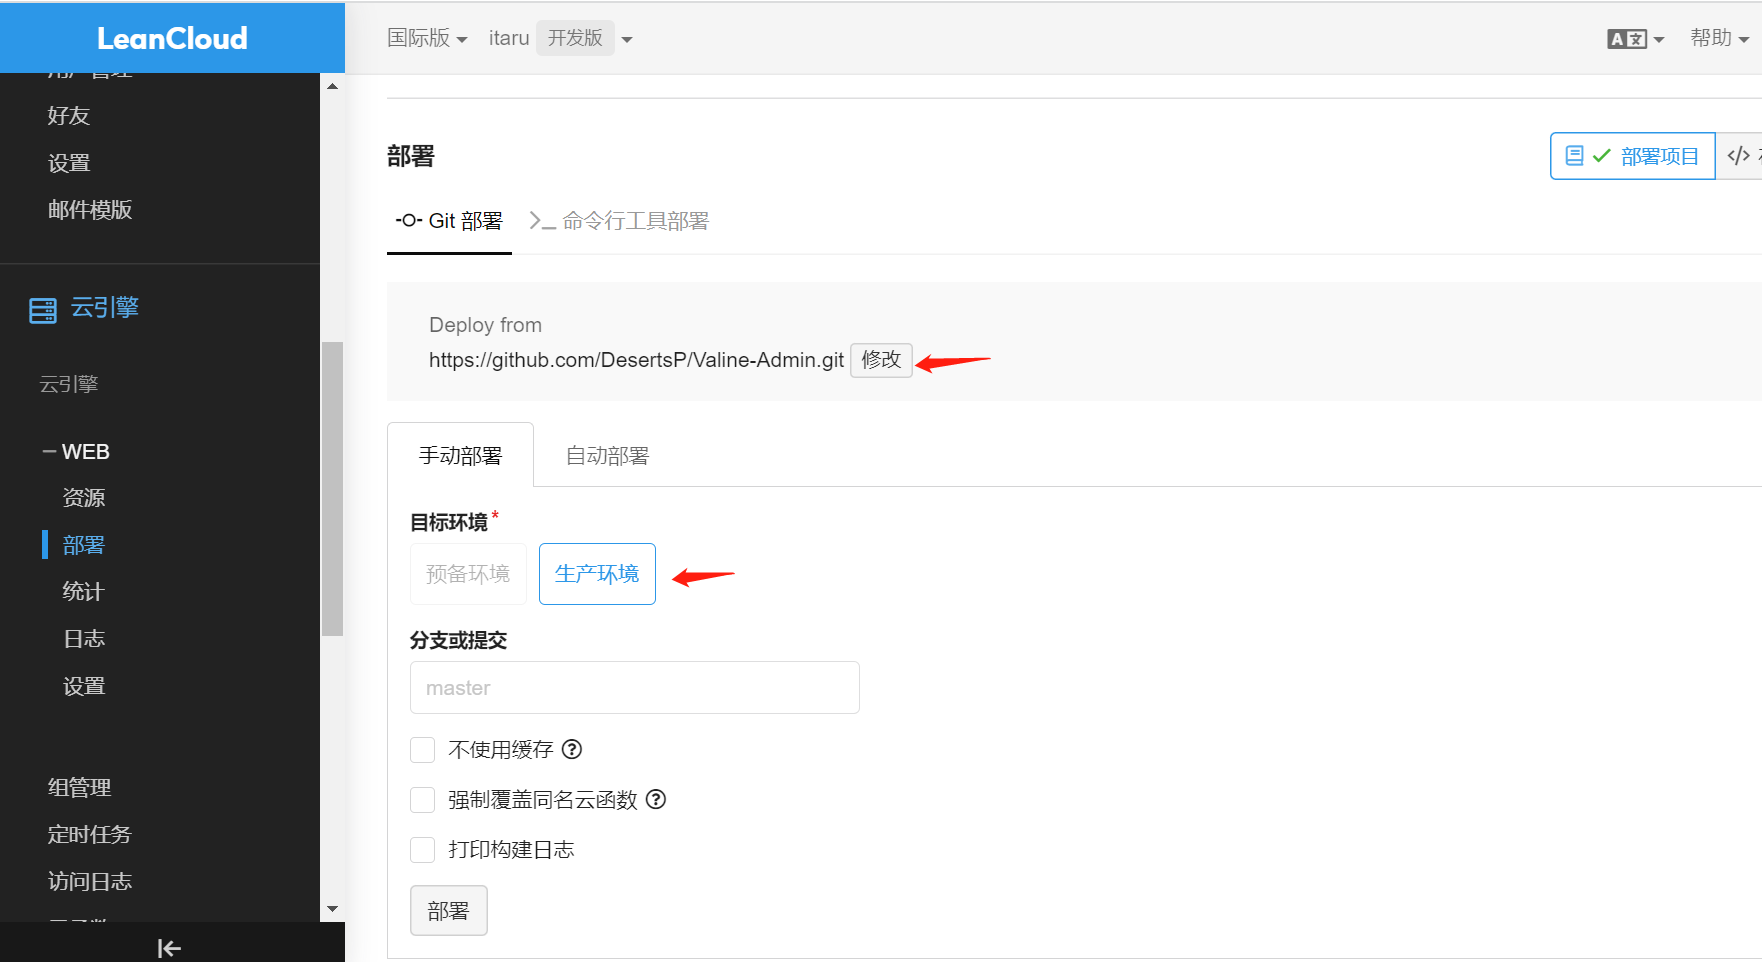 LeanCloud
国际版
itaru
开发版
A文
帮助
用户管理
好友
设置
邮件模版
云引擎
云引擎
WEB
资源
部署
统计
日志
设置
组管理
定时任务
访问日志
部署
部署项目
</>
Git 部署
命令行工具部署
Deploy from
https://github.com/DesertsP/Valine-Admin.git
修改
手动部署
自动部署
目标环境*
预备环境
生产环境
分支或提交
master
不使用缓存
强制覆盖同名云函数
打印构建日志
部署